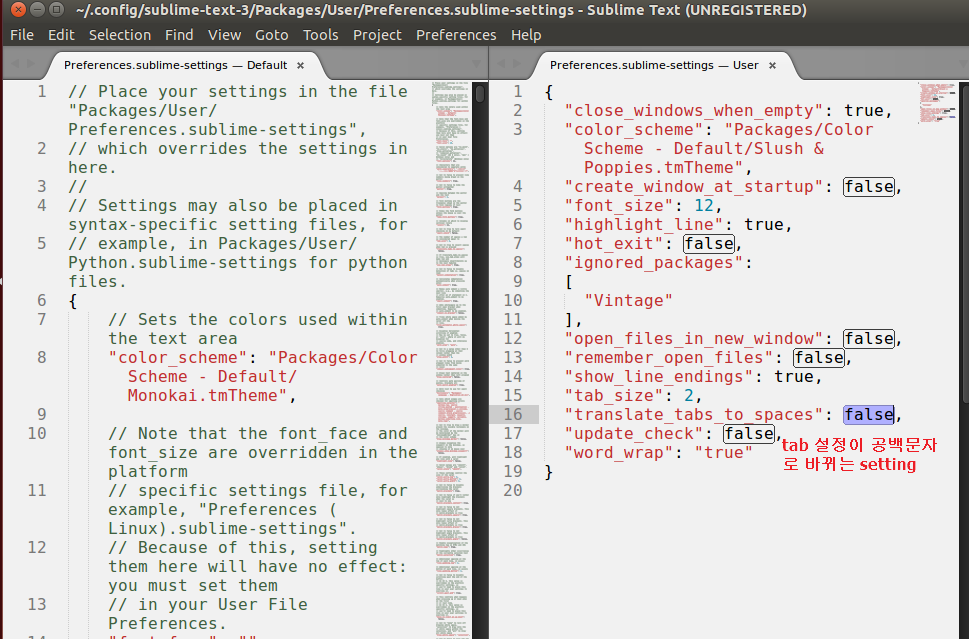 ~/.config/sublime-text-3/Packages/User/Preferences.sublime-settings - Sublime Text (UNREGISTERED)
File Edit Selection Find View Goto Tools Project Preferences Help
Preferences.sublime-settings — Default ×
1 // Place your settings in the file
"Packages/User/
Preferences.sublime-settings",
2 // which overrides the settings in
here.
3 //
4 // Settings may also be placed in
syntax-specific setting files, for
5 // example, in Packages/User/
Python.sublime-settings for python
files.
6 {
7 // Sets the colors used within
the text area
8 "color_scheme": "Packages/Color
Scheme - Default/
Monokai.tmTheme",
9
10 // Note that the font_face and
font_size are overridden in the
platform
11 // specific settings file, for
example, "Preferences (
Linux).sublime-settings".
12 // Because of this, setting
them here will have no effect:
you must set them
13 // in your User File
Preferences.
Preferences.sublime-settings — User ×
1 {
2 "close_windows_when_empty": true,
3 "color_scheme": "Packages/Color
Scheme - Default/Slush &
Poppies.tmTheme",
4 "create_window_at_startup": false,
5 "font_size": 12,
6 "highlight_line": true,
7 "hot_exit": false,
8 "ignored_packages":
9 [
10 "Vintage"
11 ],
12 "open_files_in_new_window": false,
13 "remember_open_files": false,
14 "show_line_endings": true,
15 "tab_size": 2,
16 "translate_tabs_to_spaces": false,
17 "update_check": false,
18 "word_wrap": "true"
19 }
20
tab 설정이 공백문자
로 바뀌는 setting